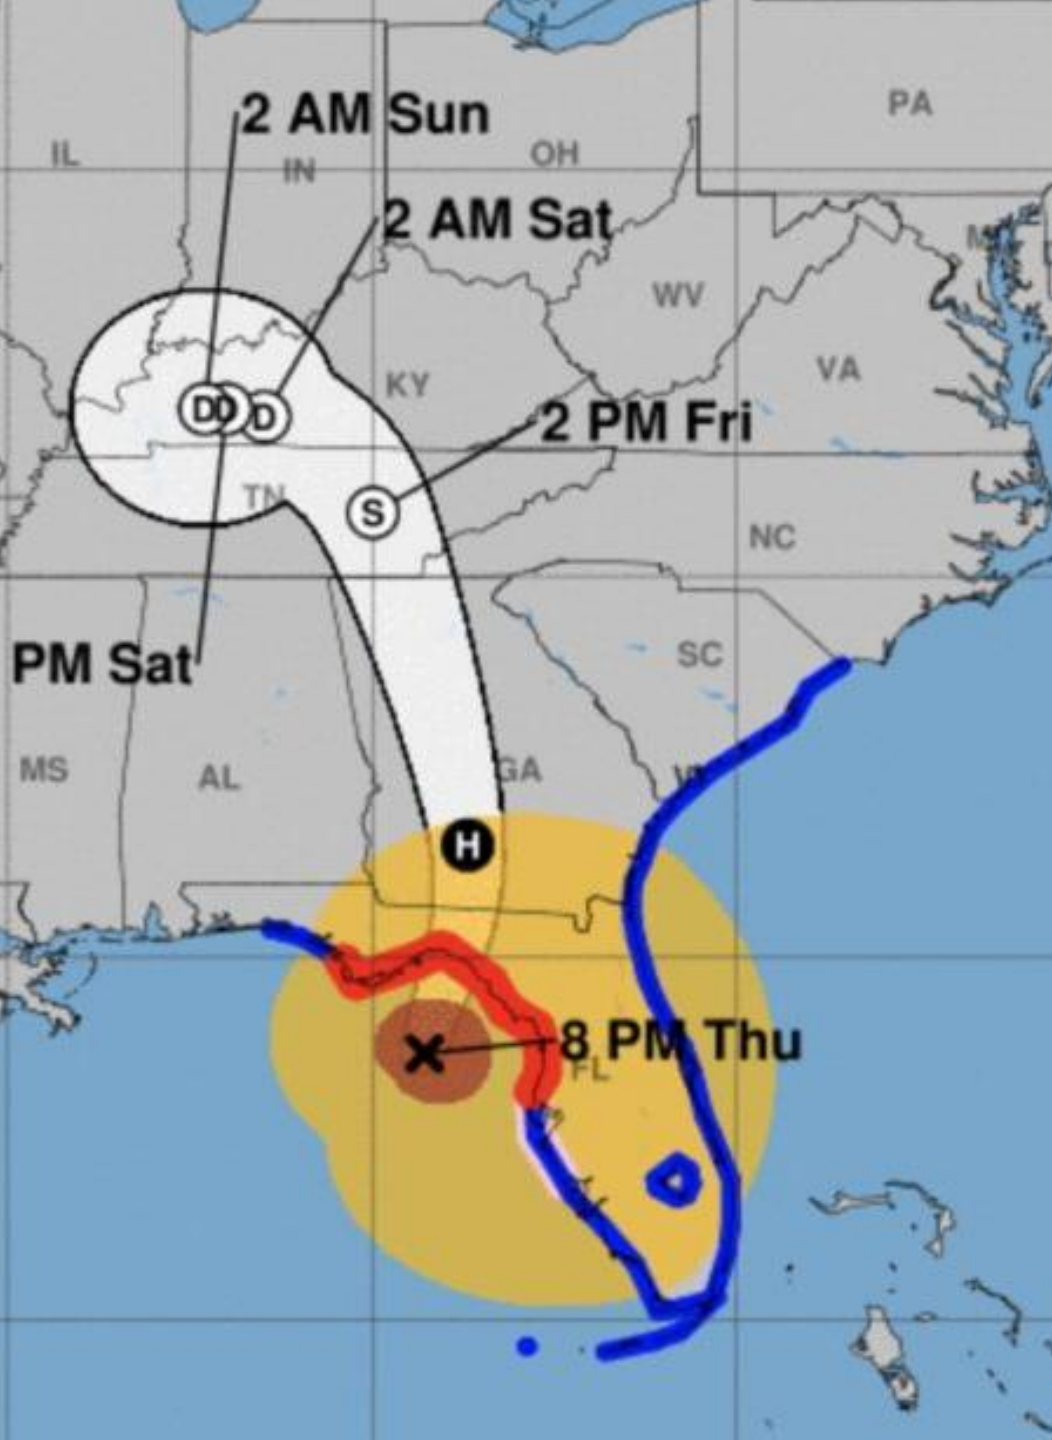 PA
2 AM Sun
IL
IN
OH
2 AM Sat
WV
VA
KY
D D D
2 PM Fri
TN
S
NC
SC
PM Sat
MS
AL
GA
H
8 PM Thu
FL
X